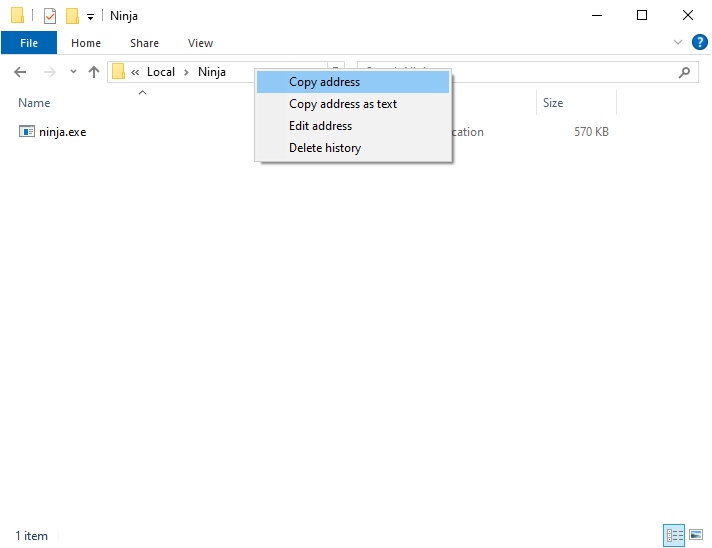 Ninja
File Home Share View
« Local > Ninja
Copy address
Copy address as text
Edit address
Delete history
Name Size
ninja.exe 570 KB
1 item